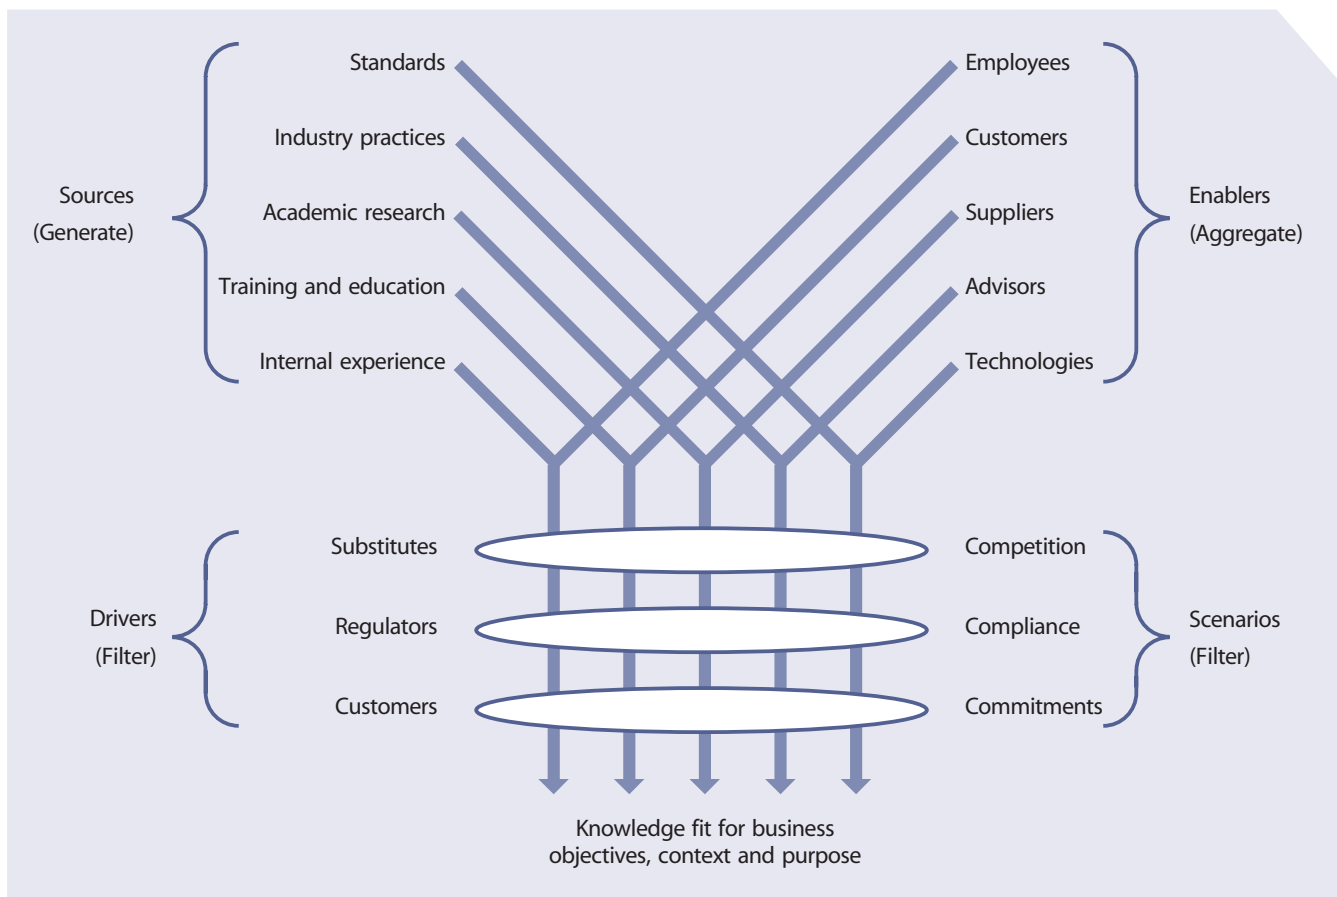 Standards
Industry practices
Academic research
Training and education
Internal experience
Sources
(Generate)
Employees
Customers
Suppliers
Advisors
Technologies
Enablers
(Aggregate)
Substitutes
Regulators
Customers
Drivers
(Filter)
Competition
Compliance
Commitments
Scenarios
(Filter)
Knowledge fit for business
objectives, context and purpose